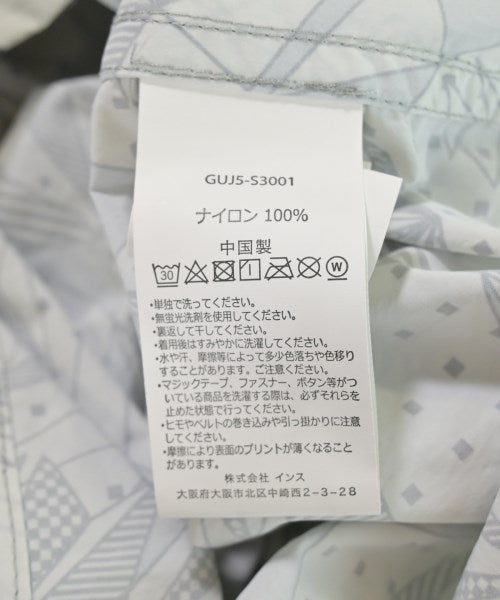 GUJ5-S3001
ナイロン 100%
中国製
30 W
・単独で洗ってください。
・無蛍光洗剤を使用してください。
・裏返して干してください。
・着用後はすみやかに洗濯してください。
・水や汗、摩擦等によって多少色落ちや色移り
することがあります。ご注意ください。
・マジックテープ、ファスナー、ボタン等がつ
いている商品を洗濯する際は、必ずそれらを
止めた状態で行ってください。
・ヒモやベルトの巻き込みや引っ掛かりに注意
してください。
・摩擦により表面のプリントが薄くなること
があります。
株式会社 インス
大阪府大阪市北区中崎西2-3-28